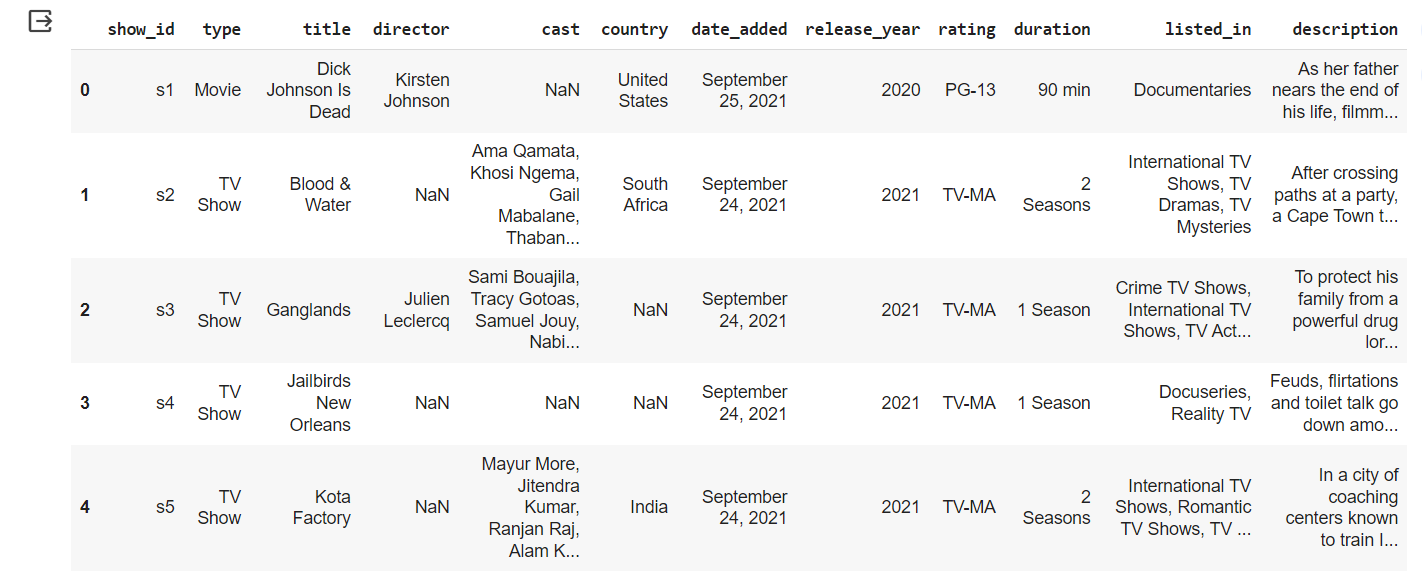 show_id type title director cast country date_added release_year rating duration listed_in description
0 s1 Movie Dick Johnson Is Dead Kirsten Johnson NaN United States September 25, 2021 2020 PG-13 90 min Documentaries As her father nears the end of his life, filmm...
1 s2 TV Show Blood & Water NaN Ama Qamata, Khosi Ngema, Gail Mabalane, Thaban... South Africa September 24, 2021 2021 TV-MA 2 Seasons International TV Shows, TV Dramas, TV Mysteries After crossing paths at a party, a Cape Town t...
2 s3 TV Show Ganglands Julien Leclercq Sami Bouajila, Tracy Gotoas, Samuel Jouy, Nabi... NaN September 24, 2021 2021 TV-MA 1 Season Crime TV Shows, International TV Shows, TV Act... To protect his family from a powerful drug lor...
3 s4 TV Show Jailbirds New Orleans NaN NaN NaN September 24, 2021 2021 TV-MA 1 Season Docuseries, Reality TV Feuds, flirtations and toilet talk go down amo...
4 s5 TV Show Kota Factory NaN Mayur More, Jitendra Kumar, Ranjan Raj, Alam K... India September 24, 2021 2021 TV-MA 2 Seasons International TV Shows, Romantic TV Shows, TV ... In a city of coaching centers known to train I...